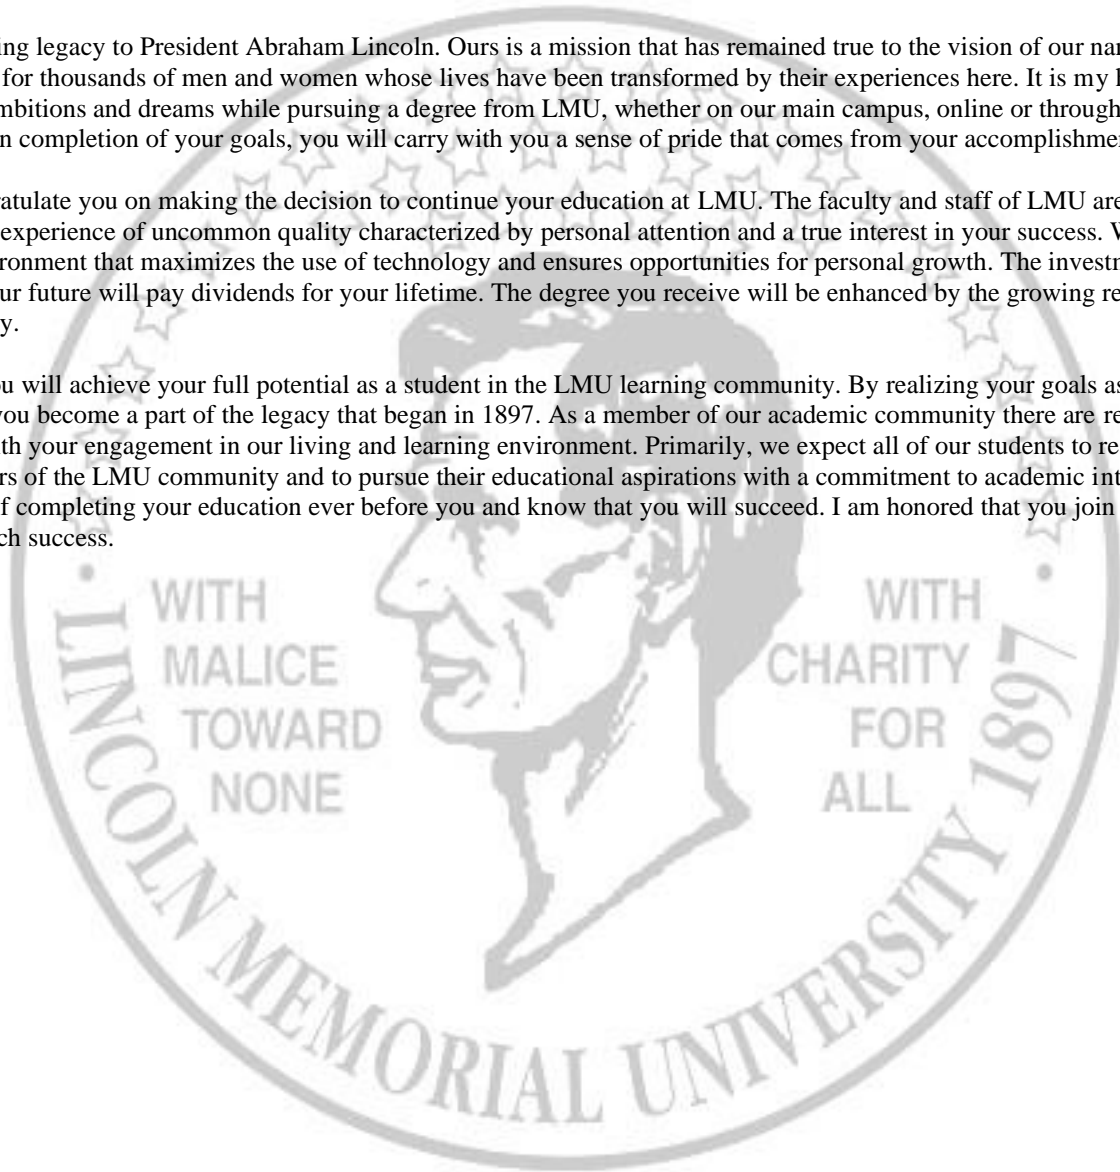 ing legacy to President Abraham Lincoln. Ours is a mission that has remained true to the vision of our
for thousands of men and women whose lives have been transformed by their experiences here. It is my
mbitions and dreams while pursuing a degree from LMU, whether on our main campus, online or through
n completion of your goals, you will carry with you a sense of pride that comes from your accomplishme
ratulate you on making the decision to continue your education at LMU. The faculty and staff of LMU are
experience of uncommon quality characterized by personal attention and a true interest in your success.
ronment that maximizes the use of technology and ensures opportunities for personal growth. The investm
ur future will pay dividends for your lifetime. The degree you receive will be enhanced by the growing re
y.
ou will achieve your full potential as a student in the LMU learning community. By realizing your goals as
you become a part of the legacy that began in 1897. As a member of our academic community there are re
th your engagement in our living and learning environment. Primarily, we expect all of our students to re
rs of the LMU community and to pursue their educational aspirations with a commitment to academic int
f completing your education ever before you and know that you will succeed. I am honored that you join
ch success.
WITH
MALICE
TOWARD
NONE
WITH
CHARITY
FOR
ALL
• LINCOLN MEMORIAL UNIVERSITY 1897 •